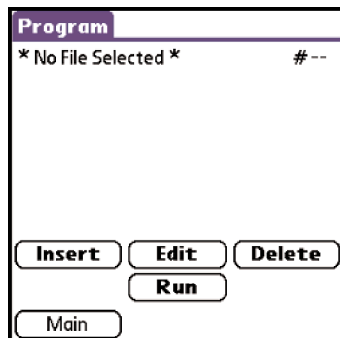 Program
* No File Selected * #--
Insert Edit Delete
Run
Main